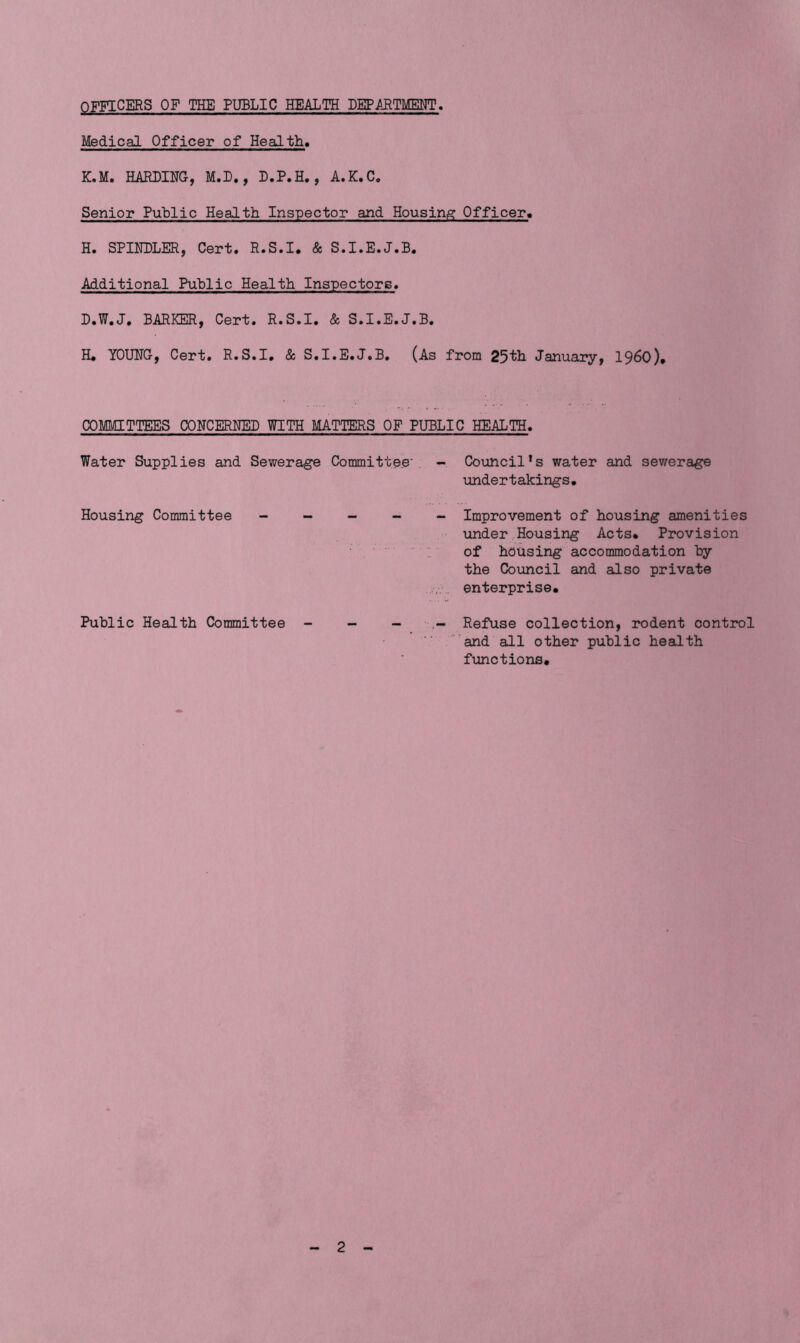 OFFICERS OF THE PUBLIC HEALTH DEPARTMENT.
Medical Officer of Health.
K.M. HARDING, M.D., D.P.H., A.K.C.
Senior Public Health Inspector and Housing Officer.
H. SPINDLER, Cert. R.S.I. & S.I.E.J.B.
Additional Public Health Inspectors.
D.W.J. BARKER, Cert. R.S.I. & S.I.E.J.B.
H. YOUNG, Cert. R.S.I. & S.I.E.J.B. (As from 25th January, 1960).
COMMITTEES CONCERNED WITH MATTERS OF PUBLIC HEALTH.
Water Supplies and Sewerage Committee - Council's water and sewerage
undertakings.
Housing Committee - - - - - Improvement of housing amenities
under Housing Acts. Provision
of housing accommodation by
the Council and also private
enterprise.
Public Health Committee - - - - Refuse collection, rodent control
and all other public health
functions.
- 2 -